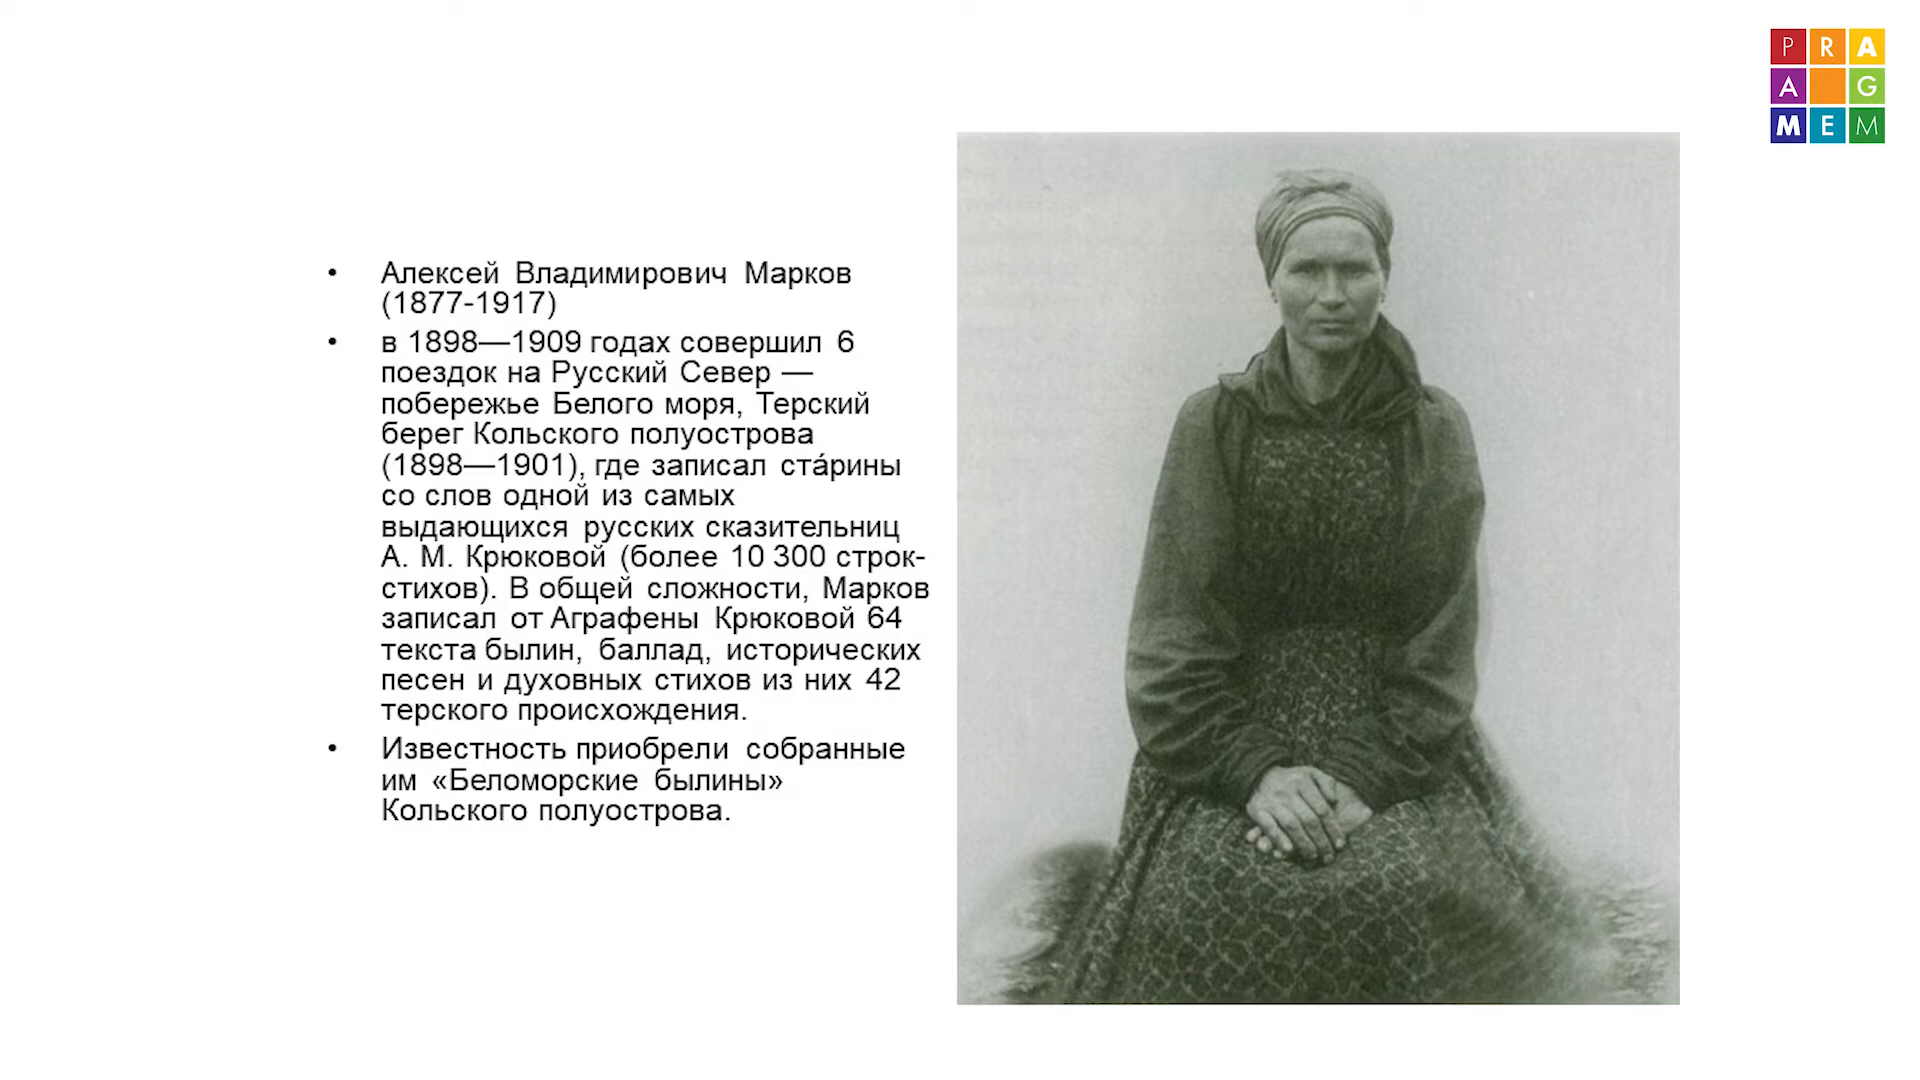 Алексей Владимирович Марков
(1877-1917)
в 1898—1909 годах совершил 6
поездок на Русский Север —
побережье Белого моря, Терский
берег Кольского полуострова
(1898—1901), где записал ста́рины
со слов одной из самых
выдающихся русских сказительниц
А. М. Крюковой (более 10 300 строк-
стихов). В общей сложности, Марков
записал от Аграфены Крюковой 64
текста былин, баллад, исторических
песен и духовных стихов из них 42
терского происхождения.
Известность приобрели собранные
им «Беломорские былины»
Кольского полуострова.
PRA
A G
MEM